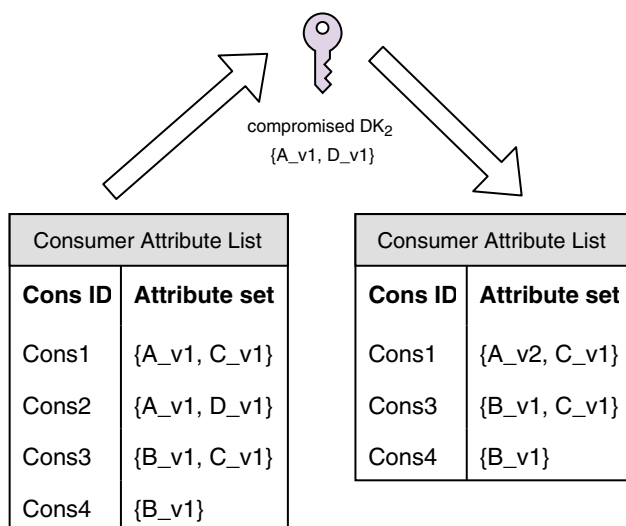 compromised DK₂
{A_v1, D_v1}
Consumer Attribute List
Cons ID Attribute set
Cons1 {A_v1, C_v1}
Cons2 {A_v1, D_v1}
Cons3 {B_v1, C_v1}
Cons4 {B_v1}
Consumer Attribute List
Cons ID Attribute set
Cons1 {A_v2, C_v1}
Cons3 {B_v1, C_v1}
Cons4 {B_v1}